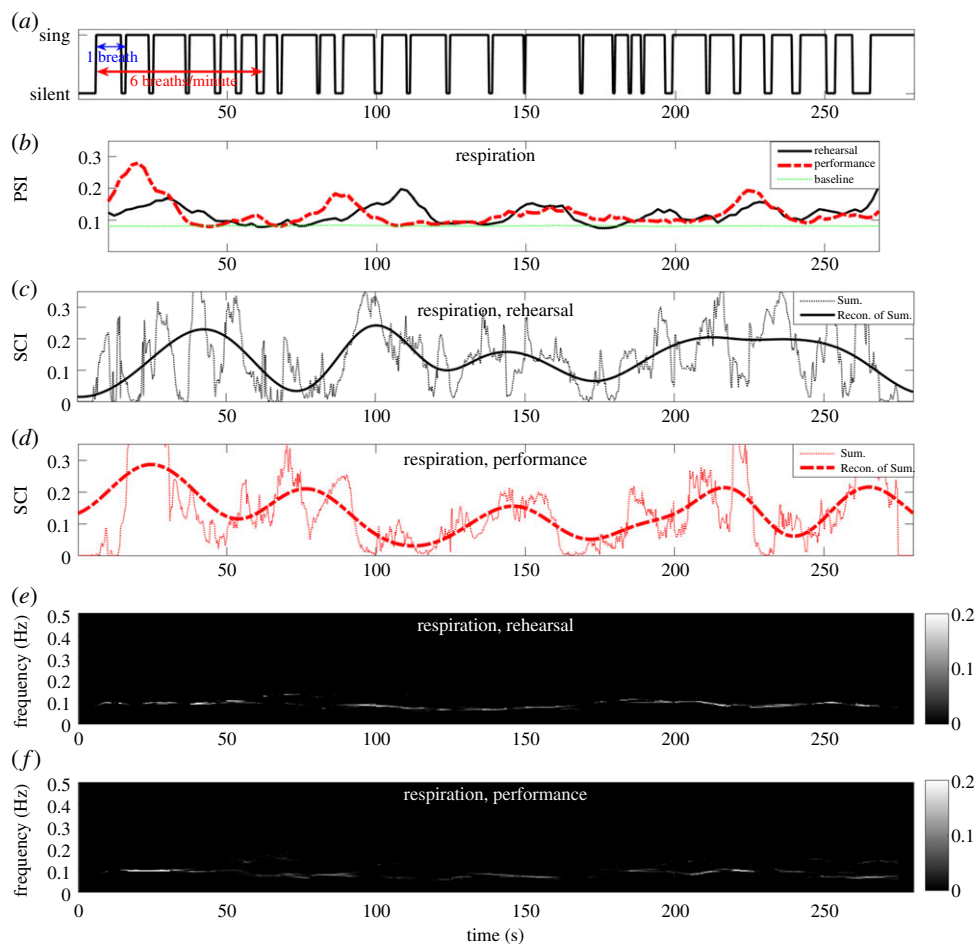 (a)
sing
1 breath
6 breaths/minute
silent
50 100 150 200 250
(b)
respiration
rehearsal
performance
baseline
PSI
0.3
0.2
0.1
50 100 150 200 250
(c)
respiration, rehearsal
Sum.
Recon. of Sum.
SCI
0.3
0.2
0.1
0
50 100 150 200 250
(d)
respiration, performance
Sum.
Recon. of Sum.
SCI
0.3
0.2
0.1
0
50 100 150 200 250
(e)
respiration, rehearsal
frequency (Hz)
0.5
0.4
0.3
0.2
0.1
0
0 50 100 150 200 250
0.2
0
(f)
respiration, performance
frequency (Hz)
0.5
0.4
0.3
0.2
0.1
0
0 50 100 150 200 250
0.2
0
time (s)